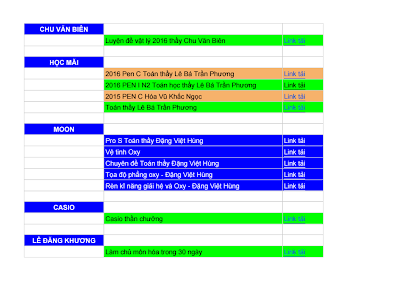 CHU VĂN BIÊN
Luyện đề vật lý 2016 thầy Chu Văn Biên Link tải
HỌC MÃI
2016 Pen C Toán thầy Lê Bá Trần Phương Link tải
2016 PEN I N2 Toán học thầy Lê Bá Trần Phương Link tải
2015 PEN C Hóa Vũ Khắc Ngọc Link tải
Toán thầy Lê Bá Trần Phương Link tải
MOON
Pro S Toán thầy Đặng Việt Hùng Link tải
Vệ tinh Oxy Link tải
Chuyên đề Toán thầy Đặng Việt Hùng Link tải
Tọa độ phẳng oxy - Đặng Việt Hùng Link tải
Rèn kĩ năng giải hệ và Oxy - Đặng Việt Hùng Link tải
CASIO
Casio thần chưởng Link tải
LÊ ĐĂNG KHƯƠNG
Làm chủ môn hóa trong 30 ngày Link tải